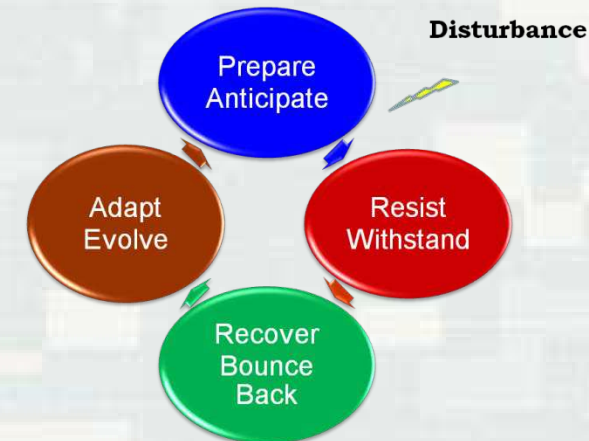 Disturbance
Prepare
Anticipate
Adapt
Evolve
Resist
Withstand
Recover
Bounce
Back